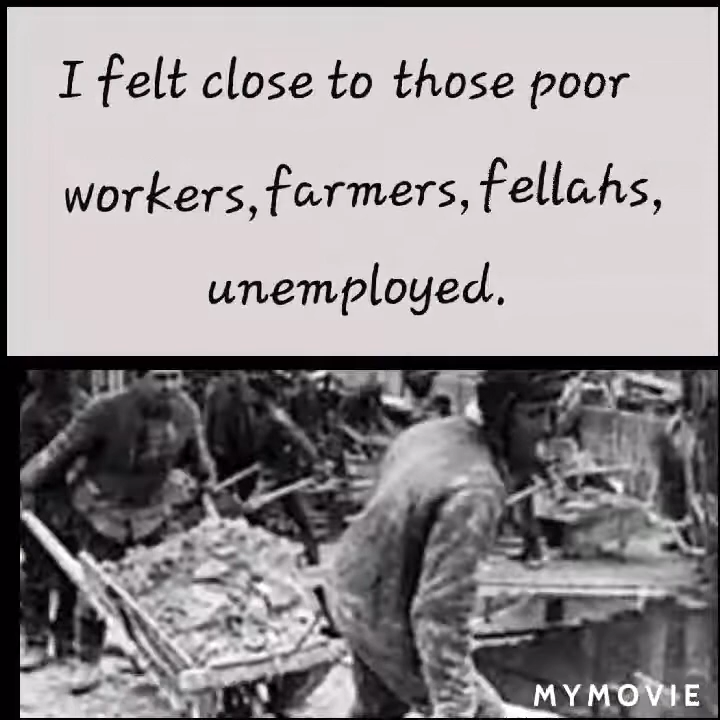 I felt close to those poor
workers, farmers, fellahs,
unemployed.
MYMOVIE